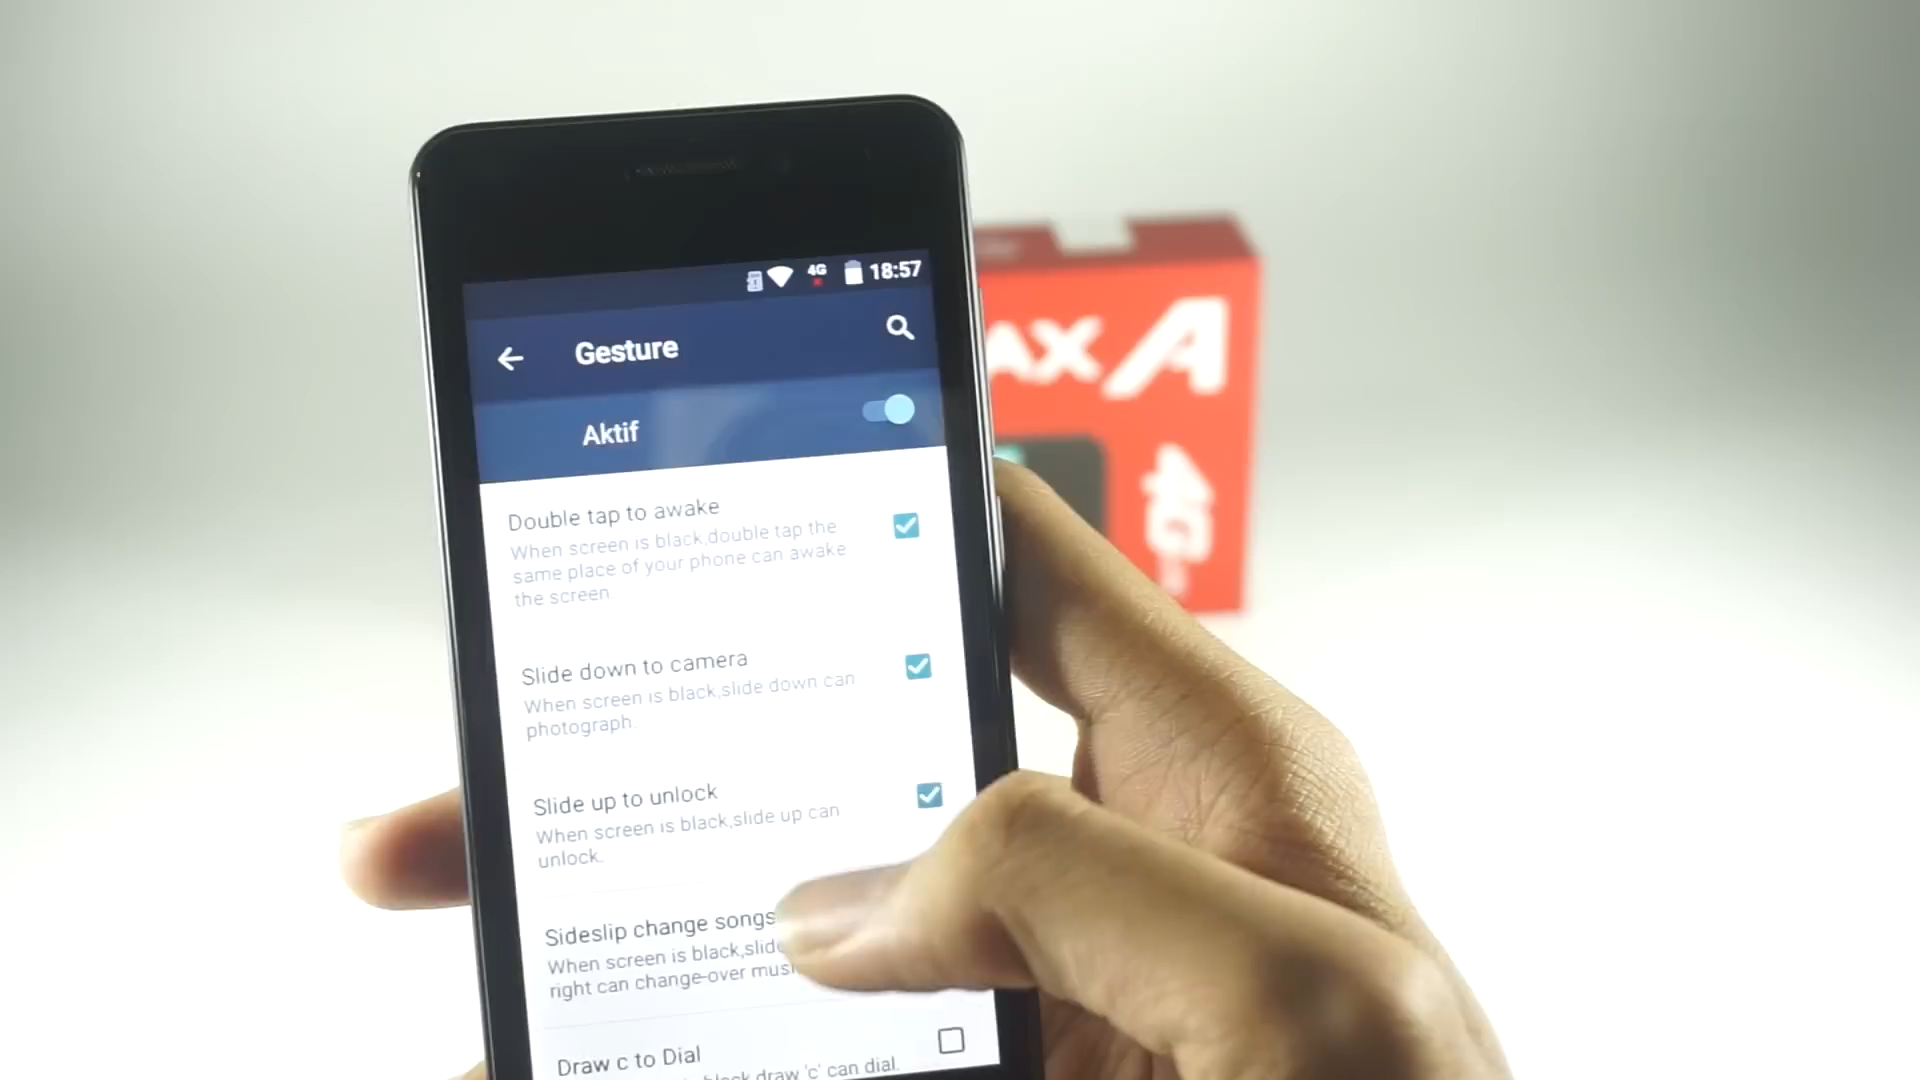 4G
18:57
Gesture
Aktif
Double tap to awake
When screen is black,double tap the
same place of your phone can awake
the screen.
Slide down to camera
When screen is black,slide down can
photograph.
Slide up to unlock
When screen is black,slide up can
unlock.
Sideslip change songs
When screen is black,slide
right can change-over
Draw c to Dial
draw 'c' can dial.
AX A
4G